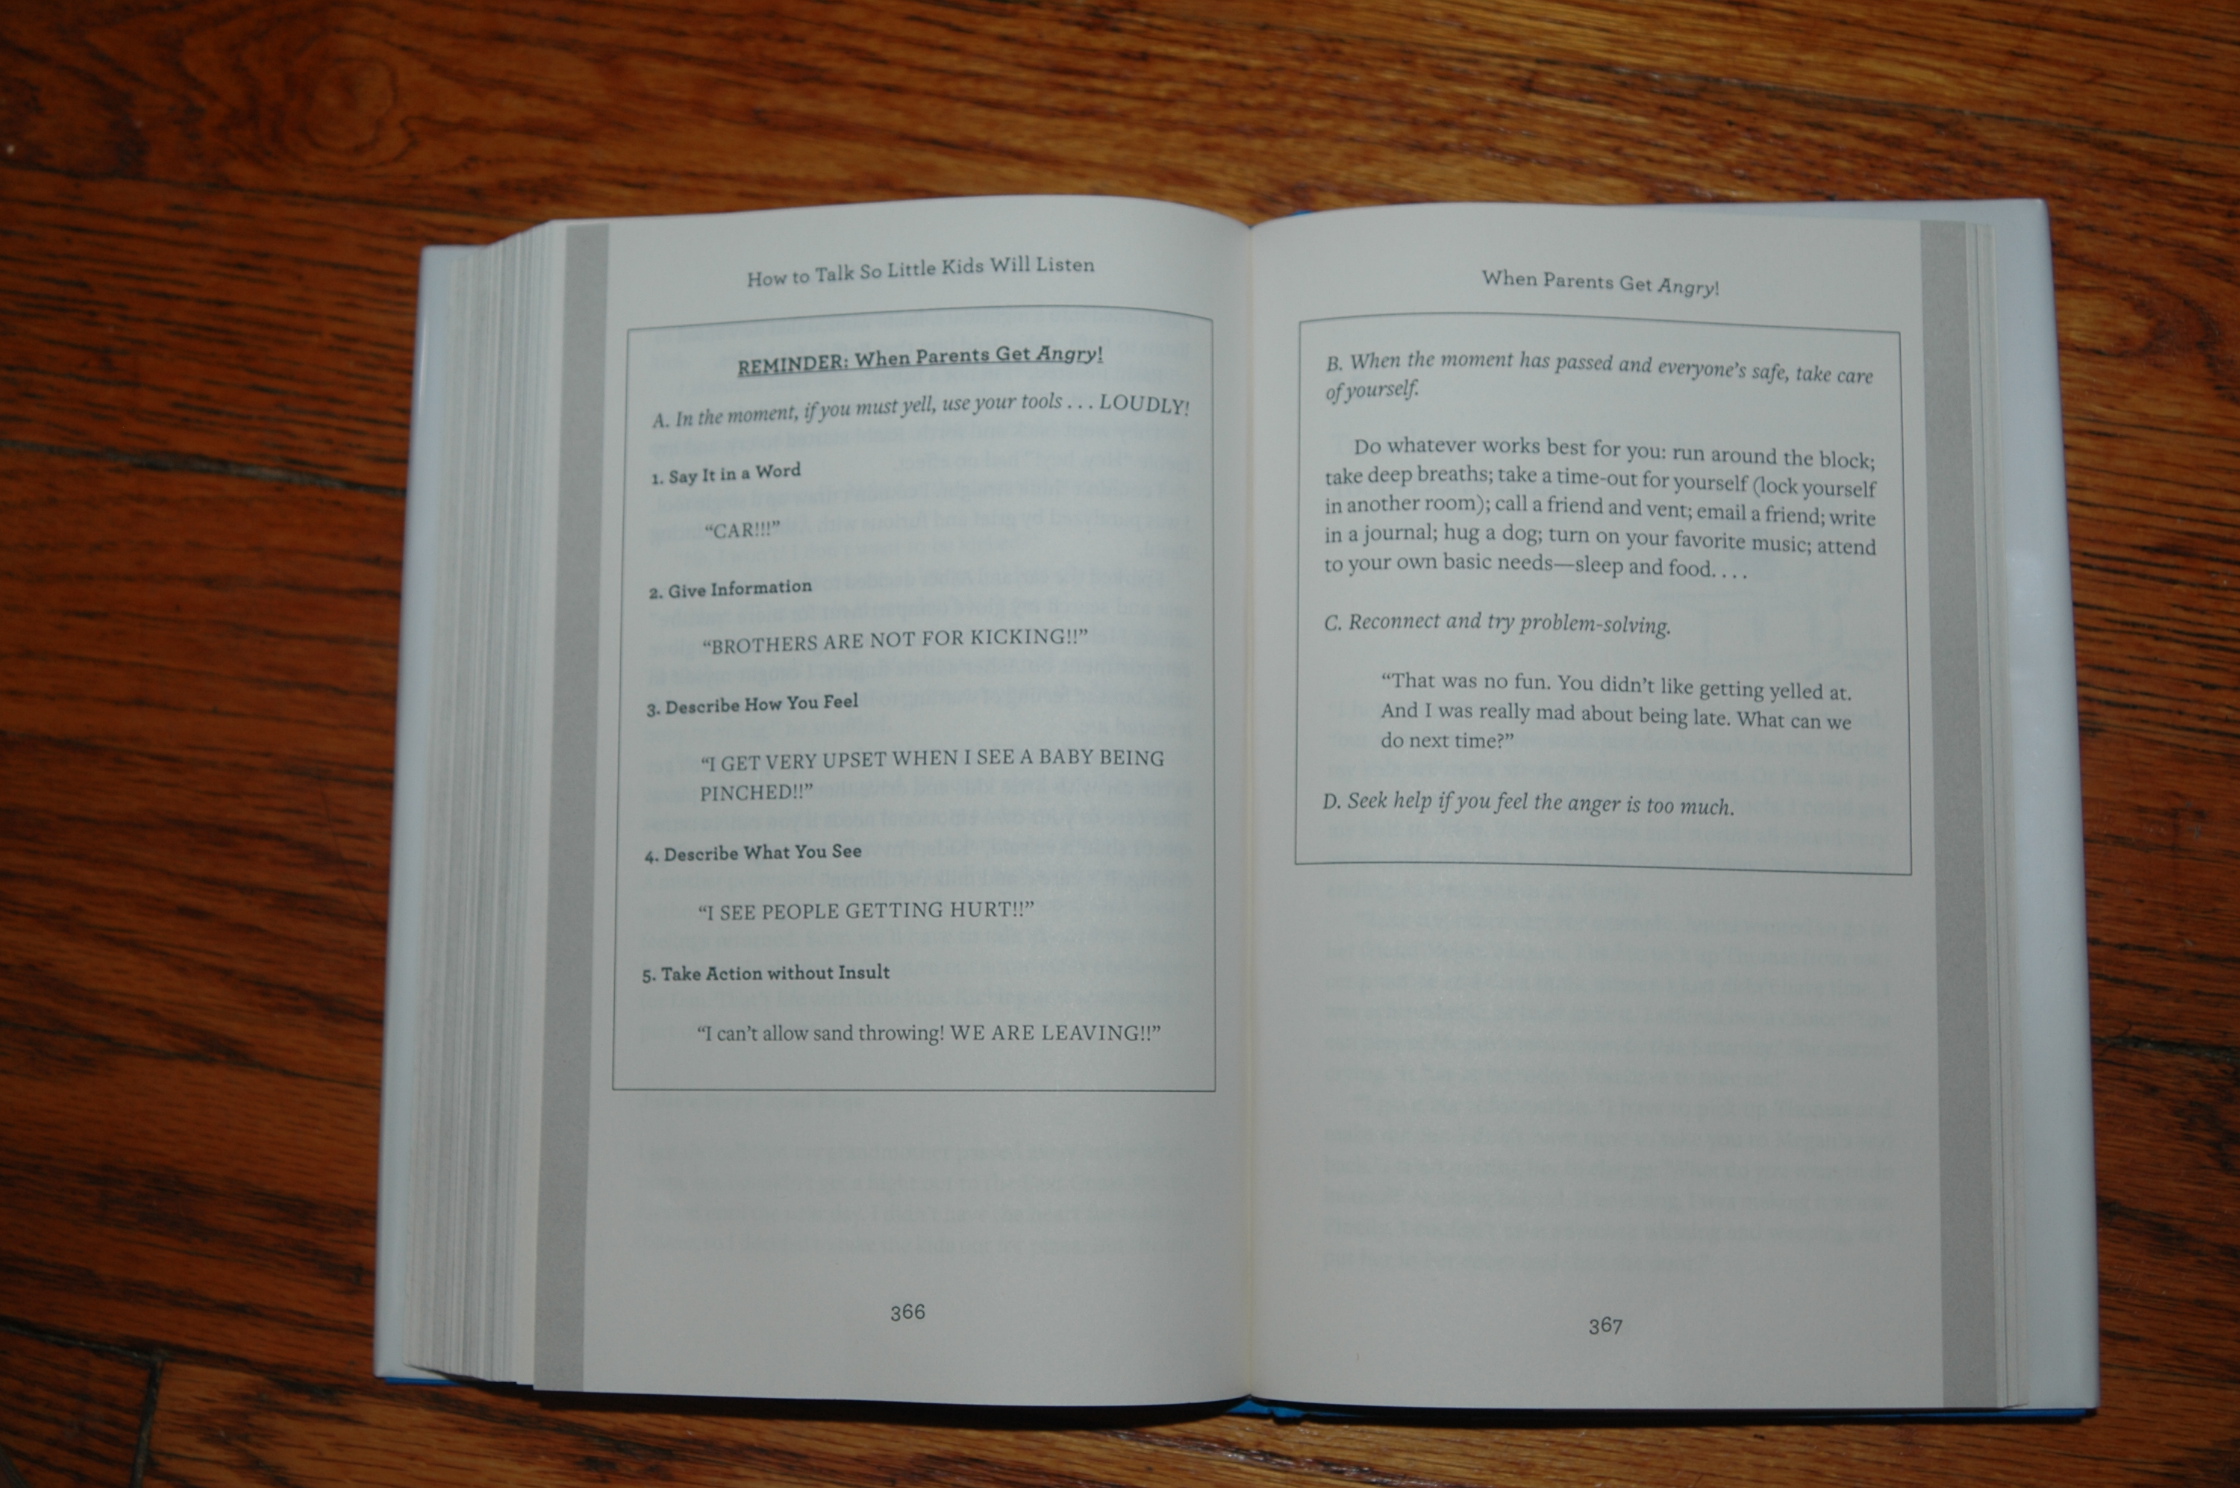 How to Talk So Little Kids Will Listen
REMINDER: When Parents Get Angry!
A. In the moment, if you must yell, use your tools . . . LOUDLY!
1. Say It in a Word
“CAR!!!”
2. Give Information
“BROTHERS ARE NOT FOR KICKING!!”
3. Describe How You Feel
“I GET VERY UPSET WHEN I SEE A BABY BEING
PINCHED!!”
4. Describe What You See
“I SEE PEOPLE GETTING HURT!!”
5. Take Action without Insult
“I can’t allow sand throwing! WE ARE LEAVING!!”
366
When Parents Get Angry!
B. When the moment has passed and everyone’s safe, take care
of yourself.
Do whatever works best for you: run around the block;
take deep breaths; take a time-out for yourself (lock yourself
in another room); call a friend and vent; email a friend; write
in a journal; hug a dog; turn on your favorite music; attend
to your own basic needs—sleep and food. . . .
C. Reconnect and try problem-solving.
“That was no fun. You didn’t like getting yelled at.
And I was really mad about being late. What can we
do next time?”
D. Seek help if you feel the anger is too much.
367